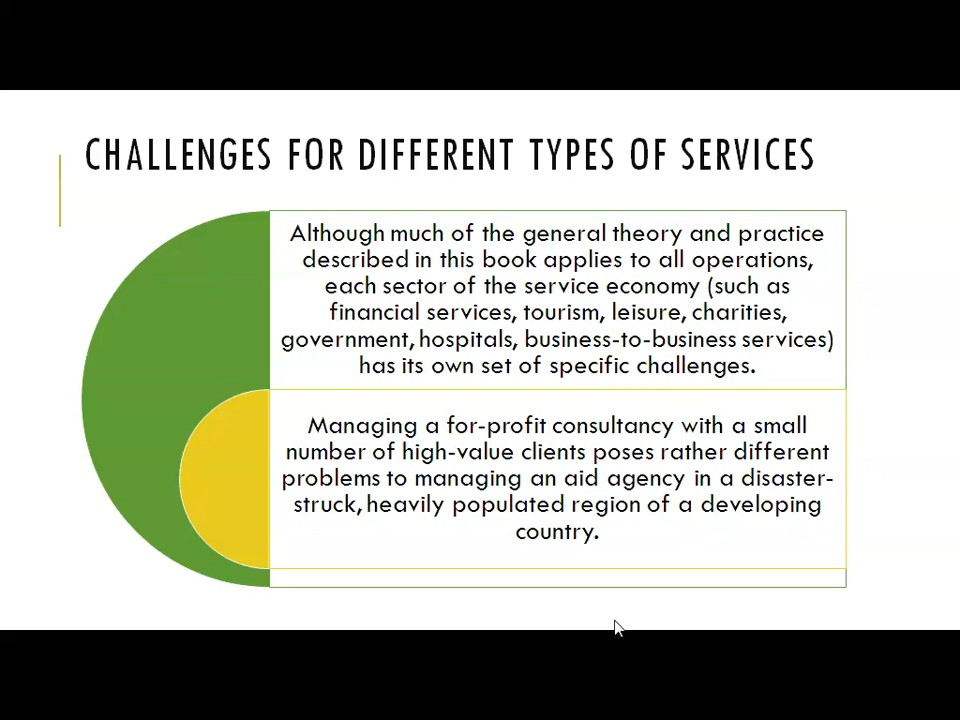 CHALLENGES FOR DIFFERENT TYPES OF SERVICES
Although much of the general theory and practice
described in this book applies to all operations,
each sector of the service economy (such as
financial services, tourism, leisure, charities,
government, hospitals, business-to-business services)
has its own set of specific challenges.
Managing a for-profit consultancy with a small
number of high-value clients poses rather different
problems to managing an aid agency in a disaster-
struck, heavily populated region of a developing
country.